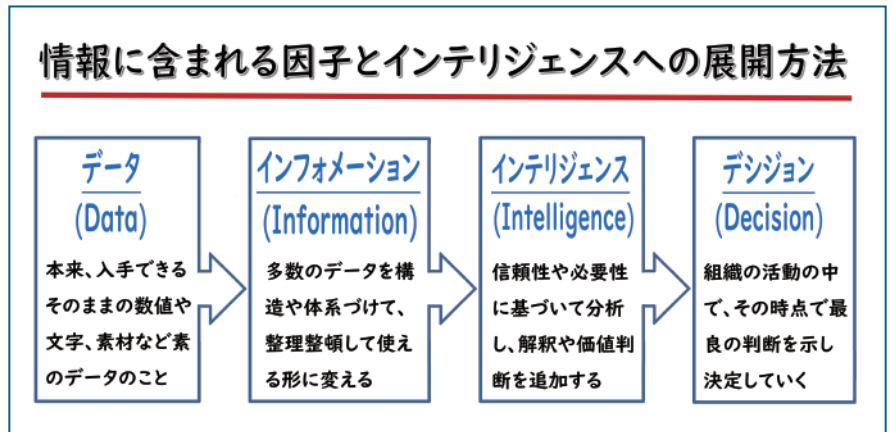 情報に含まれる因子とインテリジェンスへの展開方法
データ
(Data)
本来、入手できる
そのままの数値や
文字、素材など素
のデータのこと
インフォメーション
(Information)
多数のデータを構
造や体系づけて、
整理整頓して使え
る形に変える
インテリジェンス
(Intelligence)
信頼性や必要性
に基づいて分析
し、解釈や価値判
断を追加する
デシジョン
(Decision)
組織の活動の中
で、その時点で最
良の判断を示し
決定していく